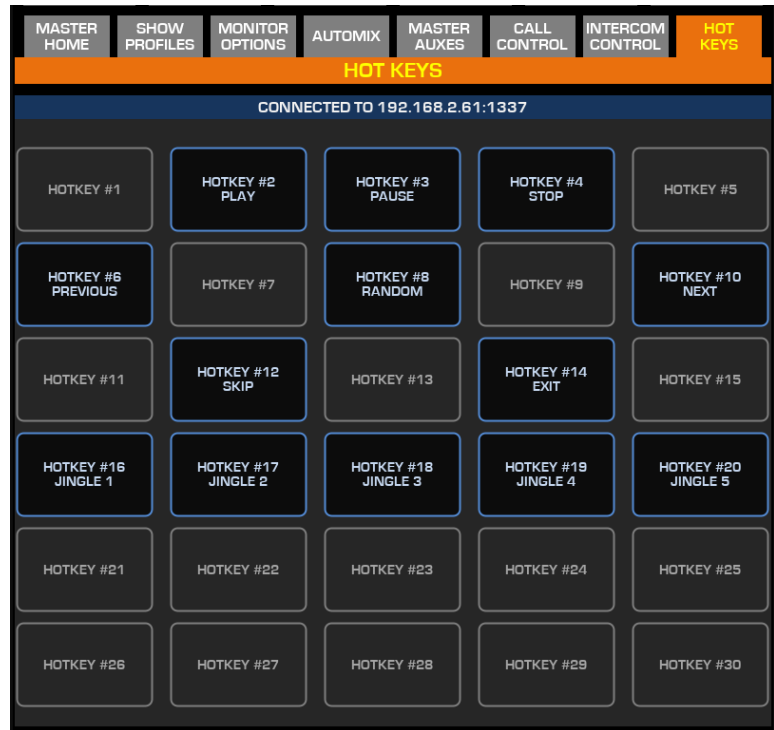 MASTER HOME
SHOW PROFILES
MONITOR OPTIONS
AUTOMIX
MASTER AUXES
CALL CONTROL
INTERCOM CONTROL
HOT KEYS
HOT KEYS
CONNECTED TO 192.168.2.61:1337
HOTKEY #1
HOTKEY #2
PLAY
HOTKEY #3
PAUSE
HOTKEY #4
STOP
HOTKEY #5
HOTKEY #6
PREVIOUS
HOTKEY #7
HOTKEY #8
RANDOM
HOTKEY #9
HOTKEY #10
NEXT
HOTKEY #11
HOTKEY #12
SKIP
HOTKEY #13
HOTKEY #14
EXIT
HOTKEY #15
HOTKEY #16
JINGLE 1
HOTKEY #17
JINGLE 2
HOTKEY #18
JINGLE 3
HOTKEY #19
JINGLE 4
HOTKEY #20
JINGLE 5
HOTKEY #21
HOTKEY #22
HOTKEY #23
HOTKEY #24
HOTKEY #25
HOTKEY #26
HOTKEY #27
HOTKEY #28
HOTKEY #29
HOTKEY #30